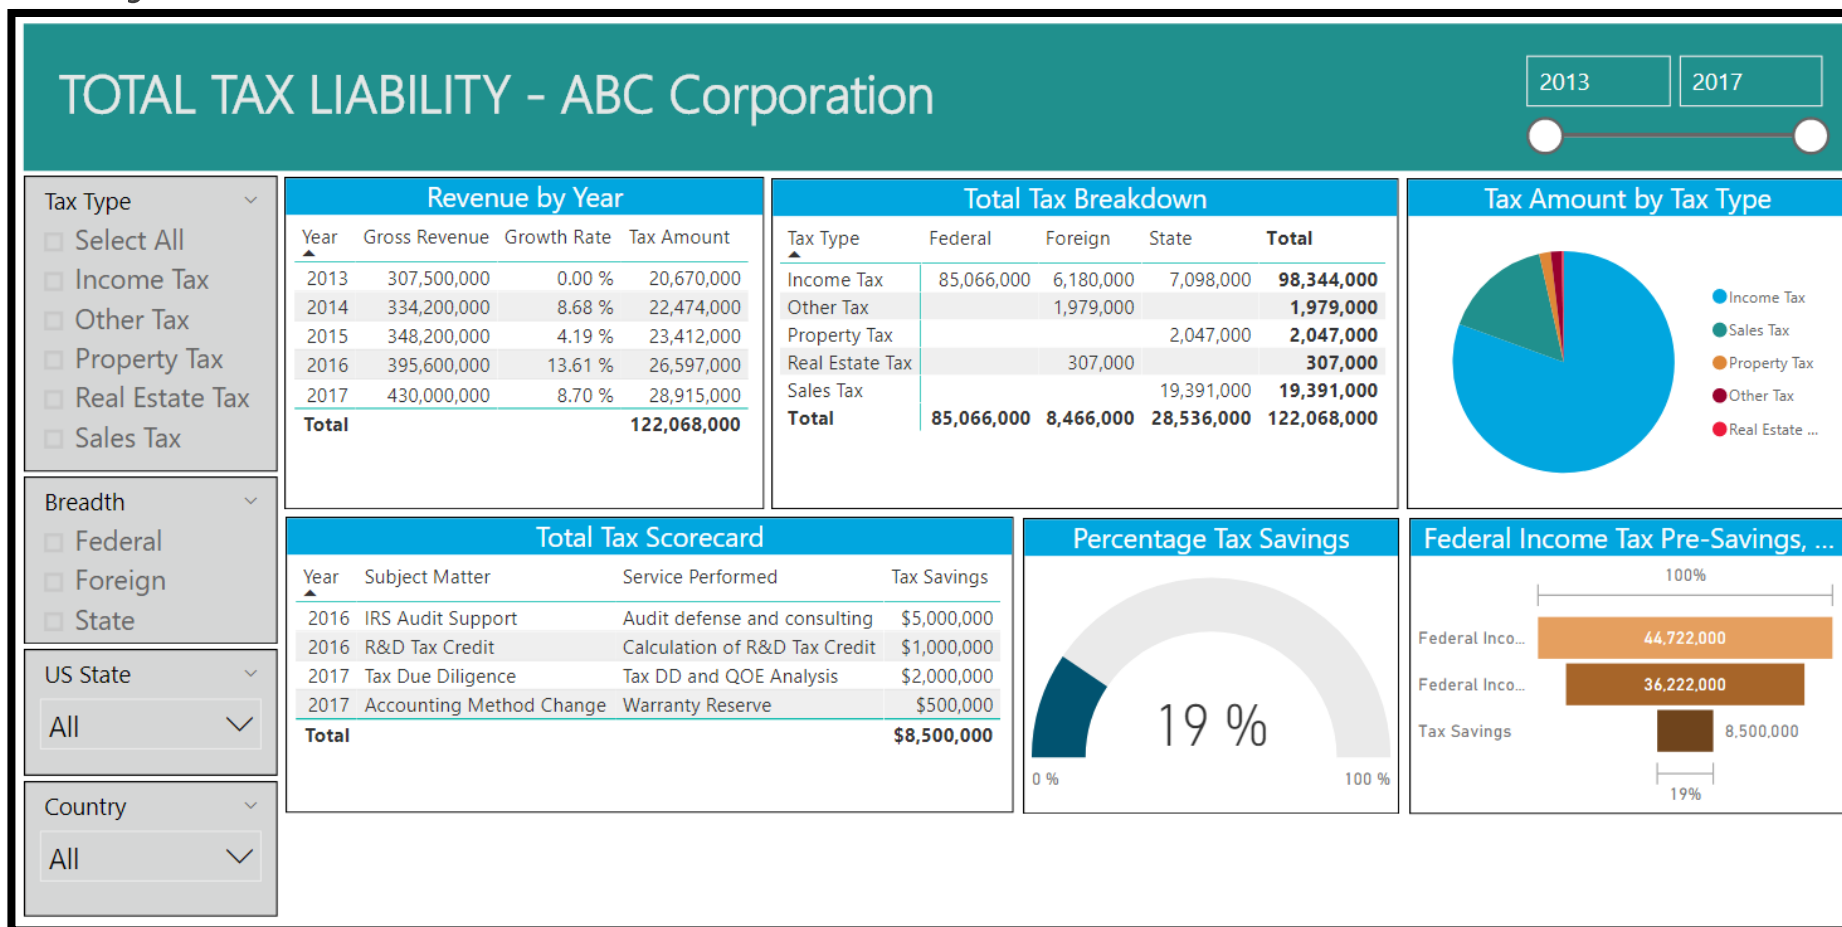 TOTAL TAX LIABILITY - ABC Corporation
2013 2017
Tax Type
Select All
Income Tax
Other Tax
Property Tax
Real Estate Tax
Sales Tax
Breadth
Federal
Foreign
State
US State
All
Country
All
Revenue by Year
Year Gross Revenue Growth Rate Tax Amount
2013 307,500,000 0.00 % 20,670,000
2014 334,200,000 8.68 % 22,474,000
2015 348,200,000 4.19 % 23,412,000
2016 395,600,000 13.61 % 26,597,000
2017 430,000,000 8.70 % 28,915,000
Total 122,068,000
Total Tax Breakdown
Tax Type Federal Foreign State Total
Income Tax 85,066,000 6,180,000 7,098,000 98,344,000
Other Tax 1,979,000 1,979,000
Property Tax 2,047,000 2,047,000
Real Estate Tax 307,000 307,000
Sales Tax 19,391,000 19,391,000
Total 85,066,000 8,466,000 28,536,000 122,068,000
Tax Amount by Tax Type
Income Tax
Sales Tax
Property Tax
Other Tax
Real Estate ...
Total Tax Scorecard
Year Subject Matter Service Performed Tax Savings
2016 IRS Audit Support Audit defense and consulting $5,000,000
2016 R&D Tax Credit Calculation of R&D Tax Credit $1,000,000
2017 Tax Due Diligence Tax DD and QOE Analysis $2,000,000
2017 Accounting Method Change Warranty Reserve $500,000
Total $8,500,000
Percentage Tax Savings
19 %
0 % 100 %
Federal Income Tax Pre-Savings, ...
100%
Federal Inco... 44,722,000
Federal Inco... 36,222,000
Tax Savings 8,500,000
19%